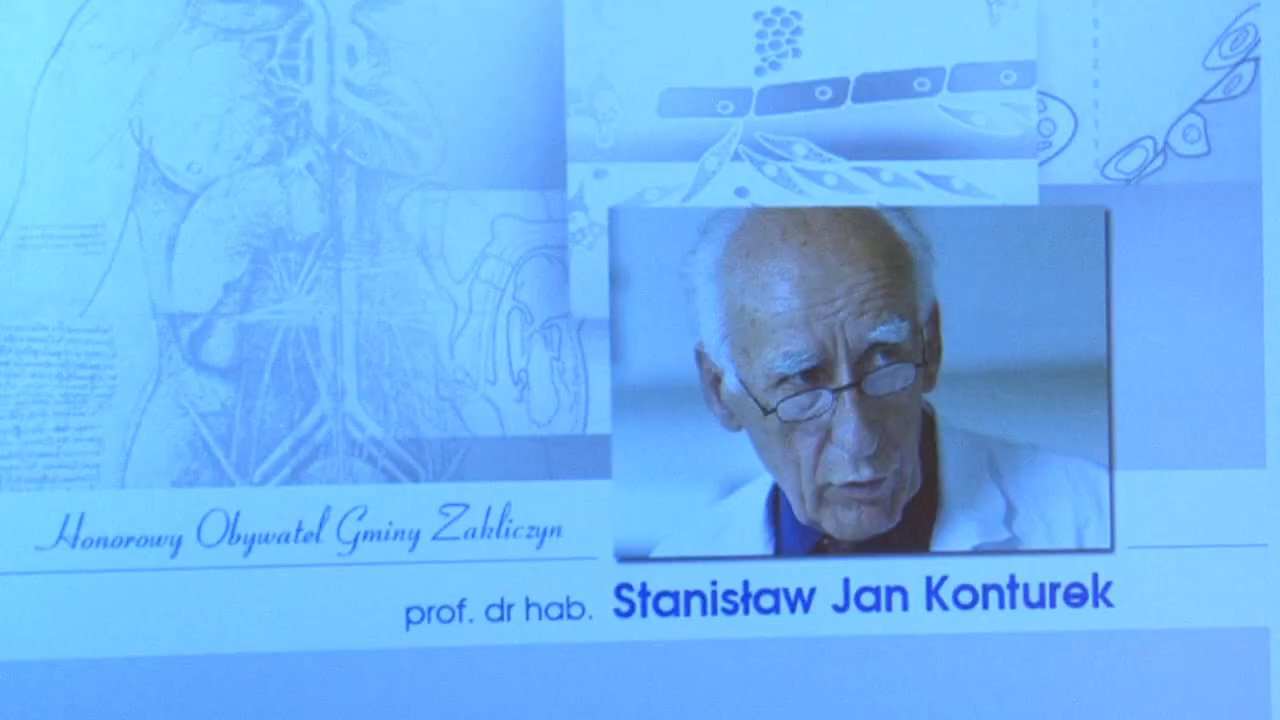 Honorowy Obywatel Gminy Zakliczyn
prof. dr hab. Stanisław Jan Konturek